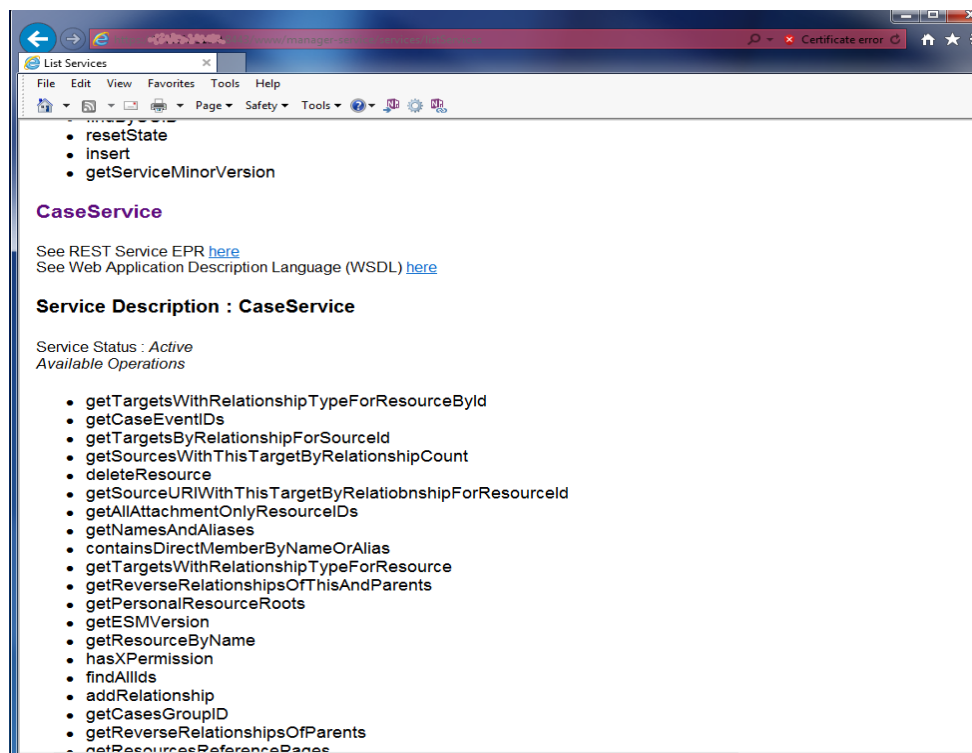 Certificate error
List Services
File Edit View Favorites Tools Help
Page Safety Tools
resetState
insert
getServiceMinorVersion
CaseService
See REST Service EPR here
See Web Application Description Language (WSDL) here
Service Description : CaseService
Service Status : Active
Available Operations
getTargetsWithRelationshipTypeForResourceById
getCaseEventIDs
getTargetsByRelationshipForSourceId
getSourcesWithThisTargetByRelationshipCount
deleteResource
getSourceURIWithThisTargetByRelatiobnshipForResourceId
getAllAttachmentOnlyResourceIDs
getNamesAndAliases
containsDirectMemberByNameOrAlias
getTargetsWithRelationshipTypeForResource
getReverseRelationshipsOfThisAndParents
getPersonalResourceRoots
getESMVersion
getResourceByName
hasXPermission
findAllIds
addRelationship
getCasesGroupID
getReverseRelationshipsOfParents
getResourcesReferencePages